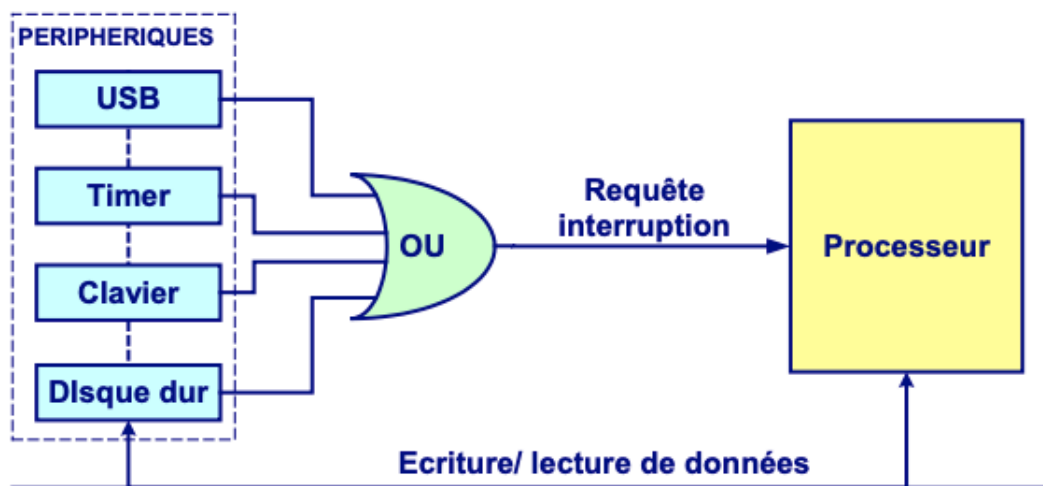 PERIPHERIQUES
USB
Timer
Clavier
DIsque dur
OU
Requête
interruption
Processeur
Ecriture/ lecture de données